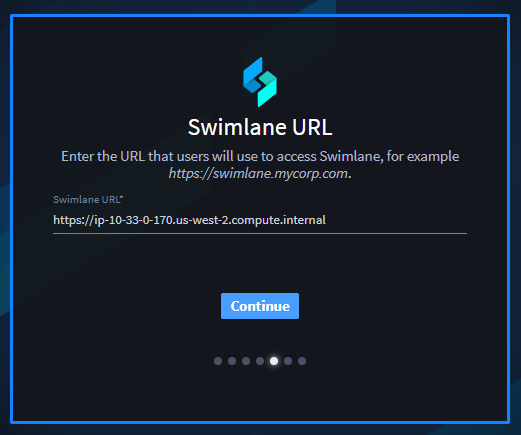 Swimlane URL
Enter the URL that users will use to access Swimlane, for example
https://swimlane.mycorp.com.
Swimlane URL*
https://ip-10-33-0-170.us-west-2.compute.internal
Continue